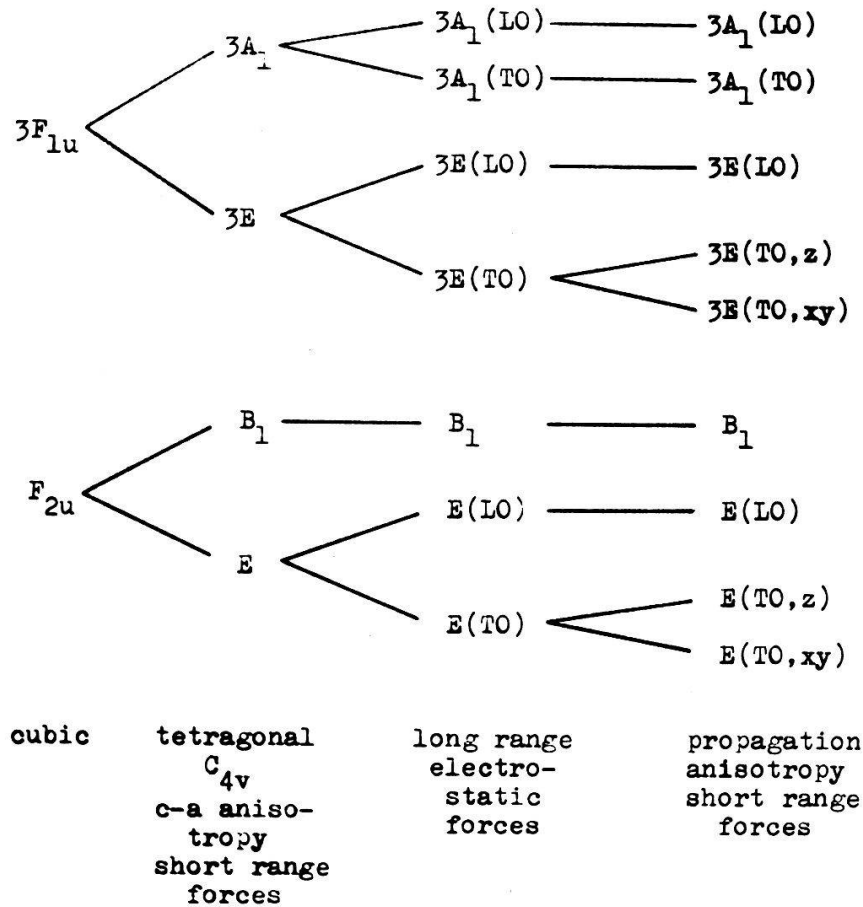 3A1(LO) 3A1(LO)
3A1
3A1(TO) 3A1(TO)
3F1u
3E(LO) 3E(LO)
3E
3E(TO) 3E(TO,z)
3E(TO,xy)
B1 B1 B1
F2u
E(LO) E(LO)
E
E(TO) E(TO,z)
E(TO,xy)
cubic
tetragonal
C4v
c-a aniso-
tropy
short range
forces
long range
electro-
static
forces
propagation
anisotropy
short range
forces